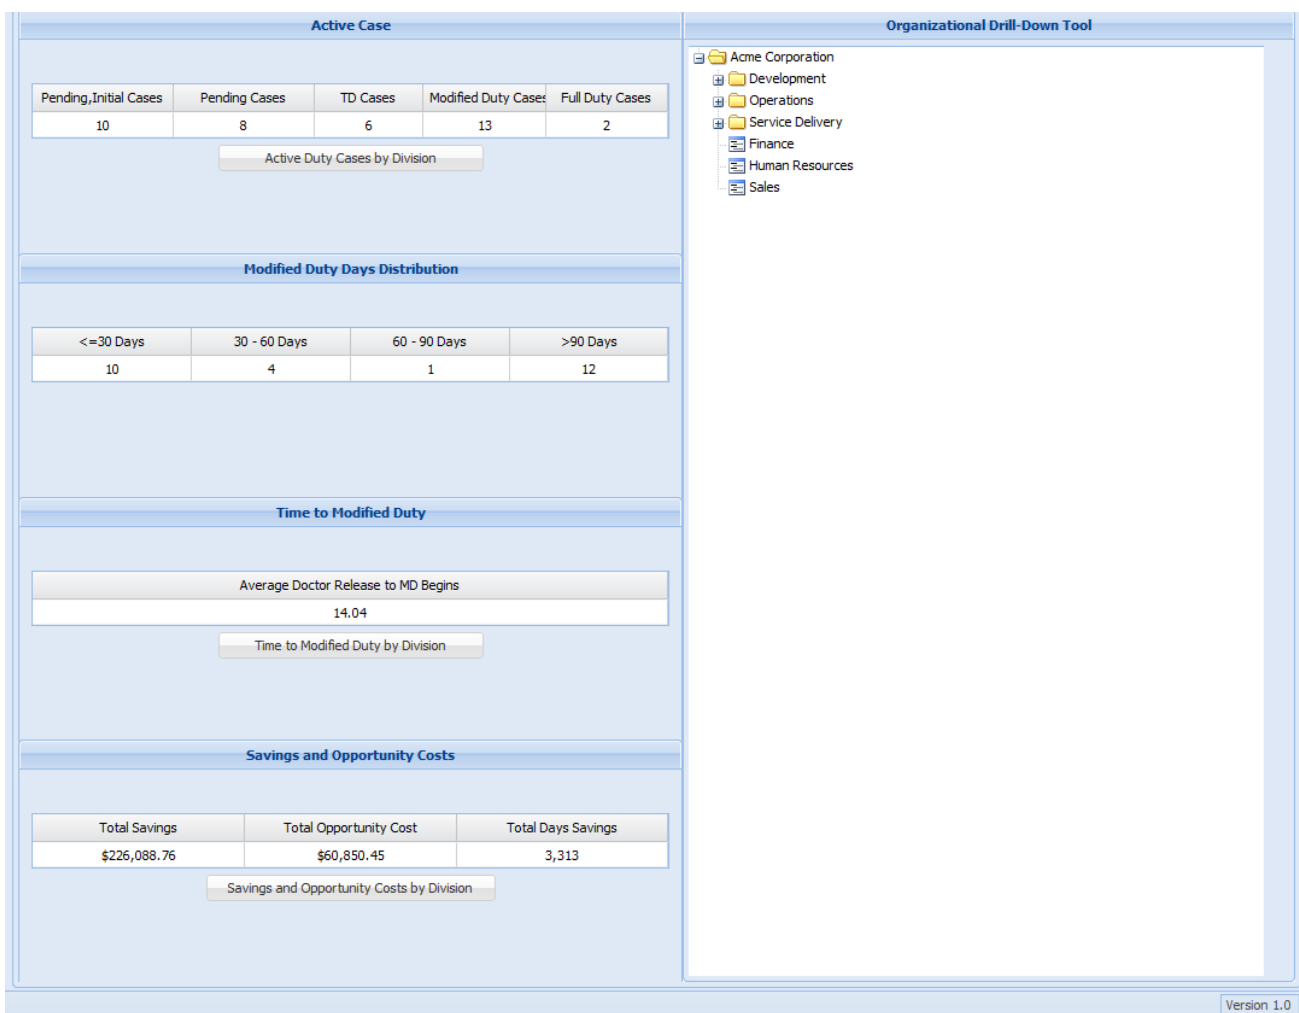 Active Case
Pending,Initial Cases Pending Cases TD Cases Modified Duty Cases Full Duty Cases
10 8 6 13 2
Active Duty Cases by Division
Modified Duty Days Distribution
<=30 Days 30 - 60 Days 60 - 90 Days >90 Days
10 4 1 12
Time to Modified Duty
Average Doctor Release to MD Begins
14.04
Time to Modified Duty by Division
Savings and Opportunity Costs
Total Savings Total Opportunity Cost Total Days Savings
$226,088.76 $60,850.45 3,313
Savings and Opportunity Costs by Division
Organizational Drill-Down Tool
Acme Corporation
Development
Operations
Service Delivery
Finance
Human Resources
Sales
Version 1.0